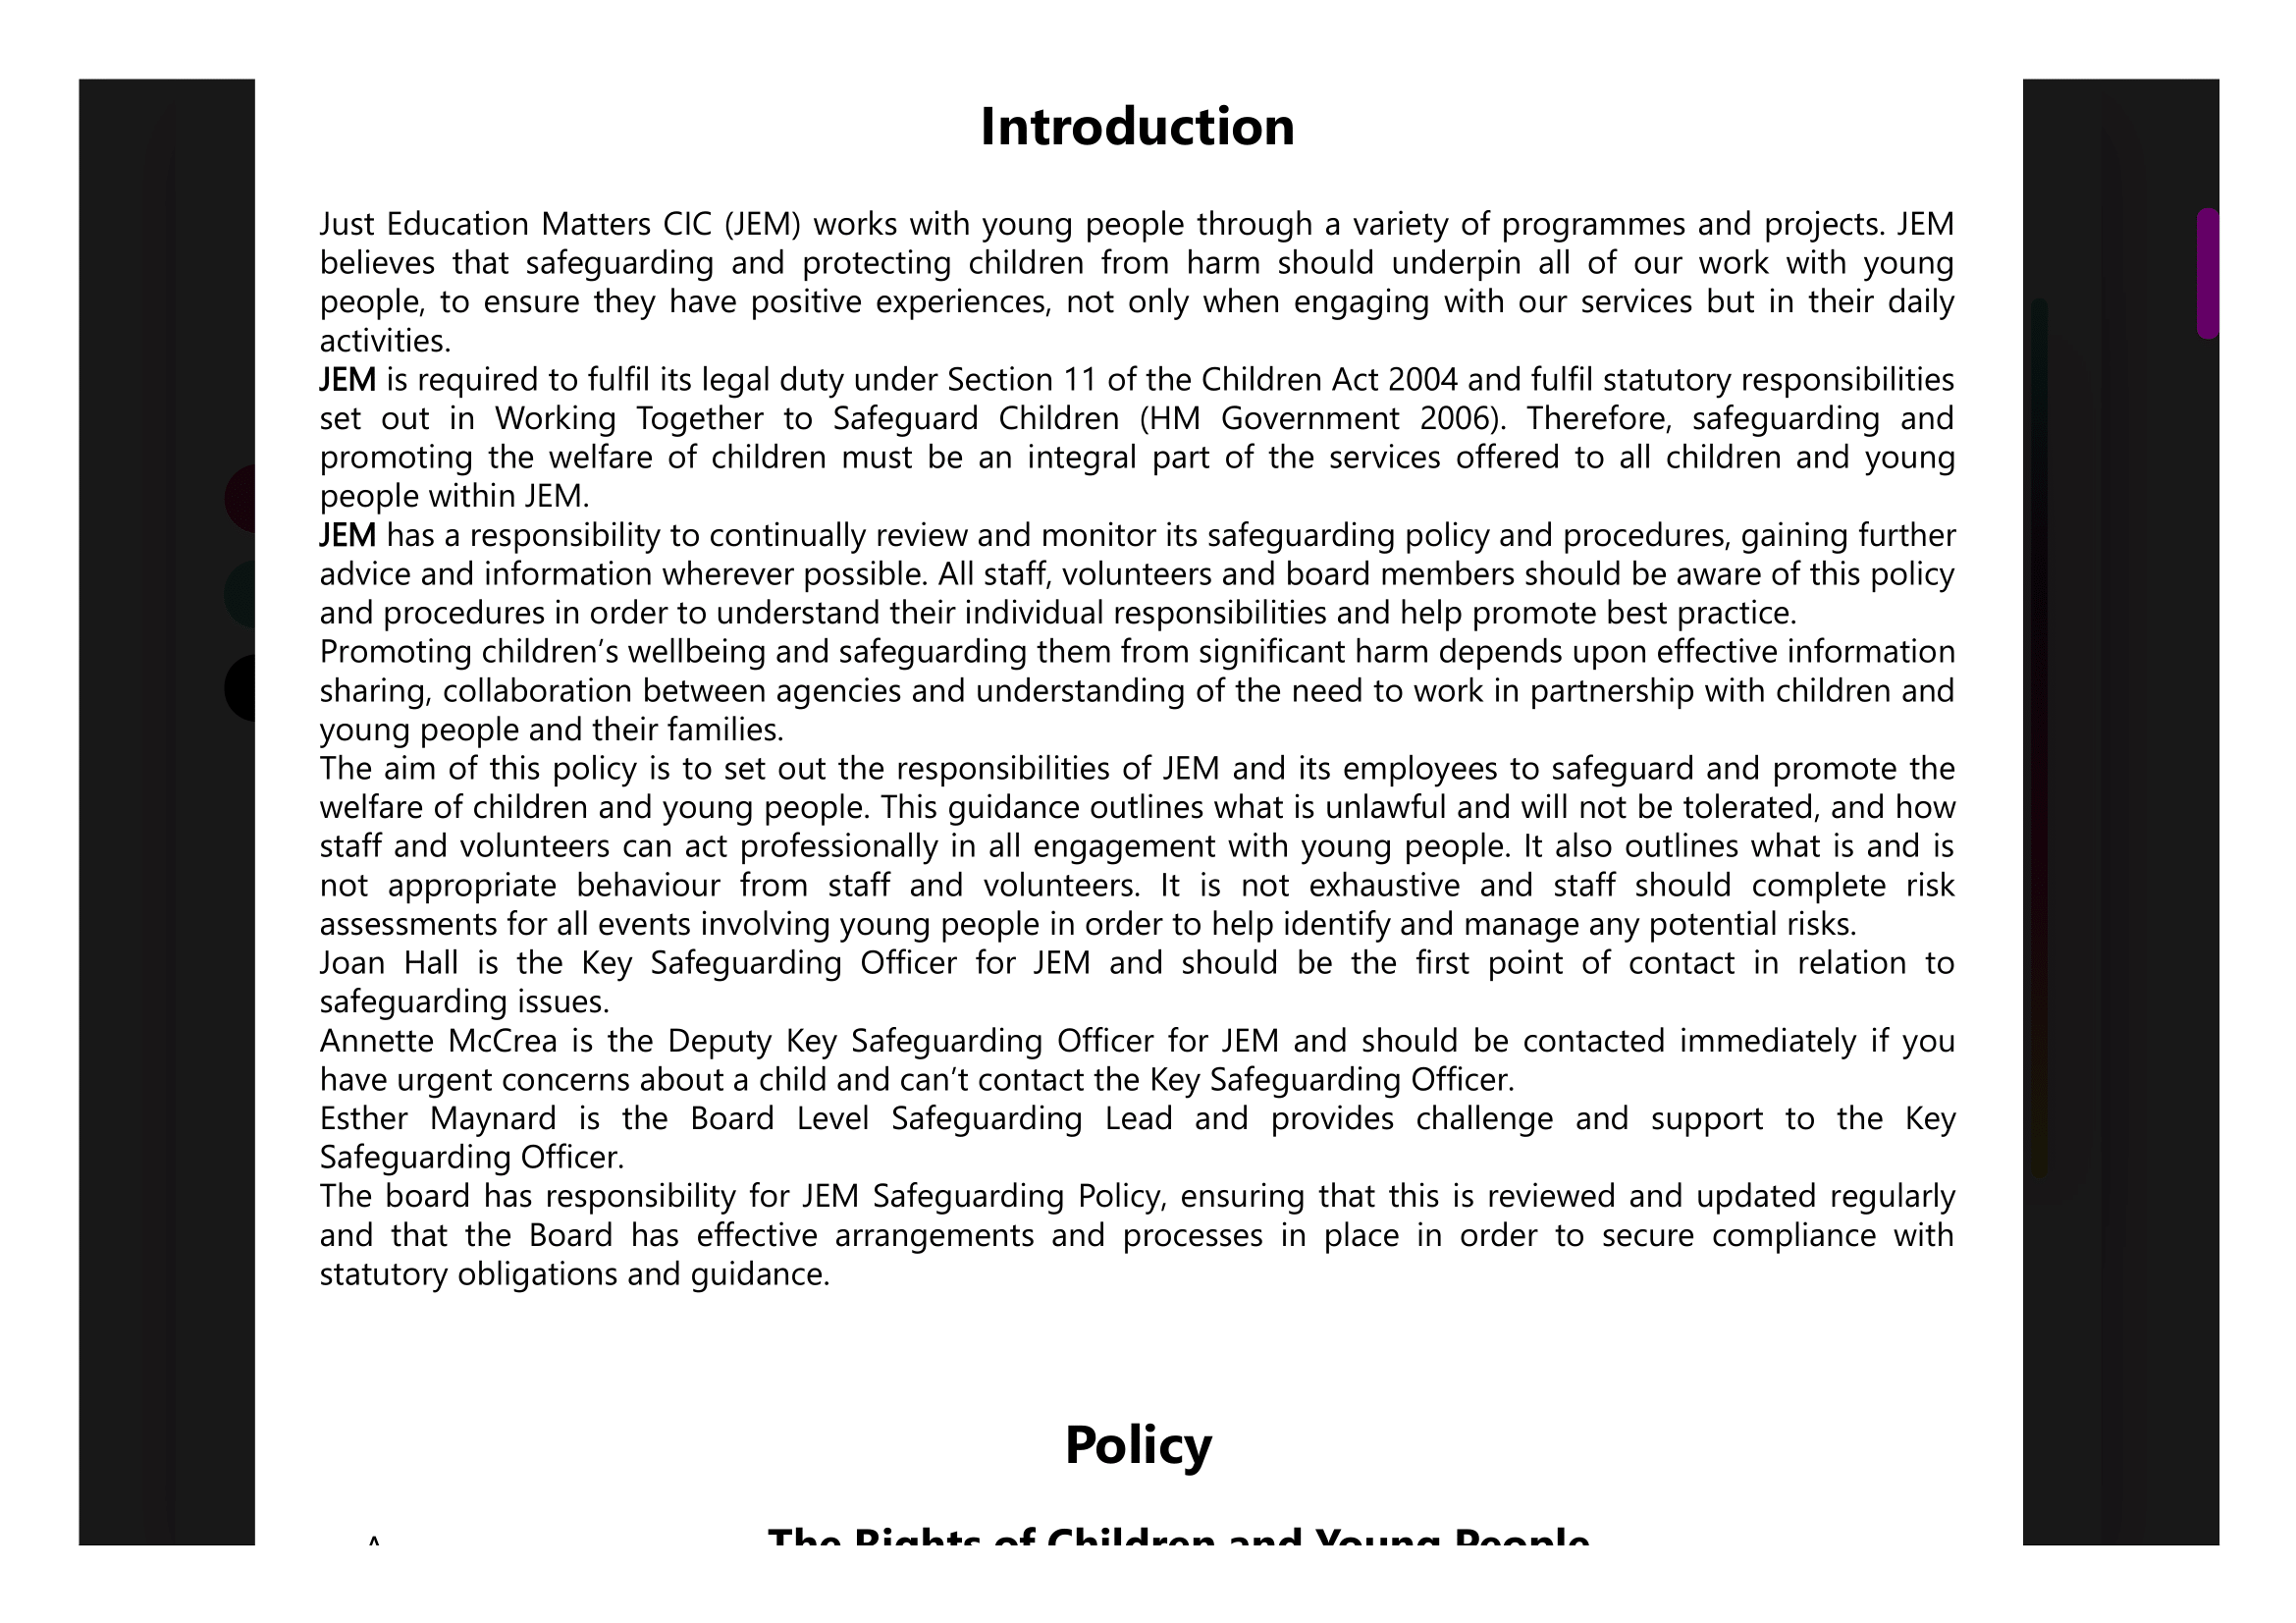 Introduction
Just Education Matters CIC (JEM) works with young people through a variety of programmes and projects. JEM
believes that safeguarding and protecting children from harm should underpin all of our work with young
people, to ensure they have positive experiences, not only when engaging with our services but in their daily
activities.
JEM is required to fulfil its legal duty under Section 11 of the Children Act 2004 and fulfil statutory responsibilities
set out in Working Together to Safeguard Children (HM Government 2006). Therefore, safeguarding and
promoting the welfare of children must be an integral part of the services offered to all children and young
people within JEM.
JEM has a responsibility to continually review and monitor its safeguarding policy and procedures, gaining further
advice and information wherever possible. All staff, volunteers and board members should be aware of this policy
and procedures in order to understand their individual responsibilities and help promote best practice.
Promoting children’s wellbeing and safeguarding them from significant harm depends upon effective information
sharing, collaboration between agencies and understanding of the need to work in partnership with children and
young people and their families.
The aim of this policy is to set out the responsibilities of JEM and its employees to safeguard and promote the
welfare of children and young people. This guidance outlines what is unlawful and will not be tolerated, and how
staff and volunteers can act professionally in all engagement with young people. It also outlines what is and is
not appropriate behaviour from staff and volunteers. It is not exhaustive and staff should complete risk
assessments for all events involving young people in order to help identify and manage any potential risks.
Joan Hall is the Key Safeguarding Officer for JEM and should be the first point of contact in relation to
safeguarding issues.
Annette McCrea is the Deputy Key Safeguarding Officer for JEM and should be contacted immediately if you
have urgent concerns about a child and can’t contact the Key Safeguarding Officer.
Esther Maynard is the Board Level Safeguarding Lead and provides challenge and support to the Key
Safeguarding Officer.
The board has responsibility for JEM Safeguarding Policy, ensuring that this is reviewed and updated regularly
and that the Board has effective arrangements and processes in place in order to secure compliance with
statutory obligations and guidance.
Policy
The Rights of Children and Young People